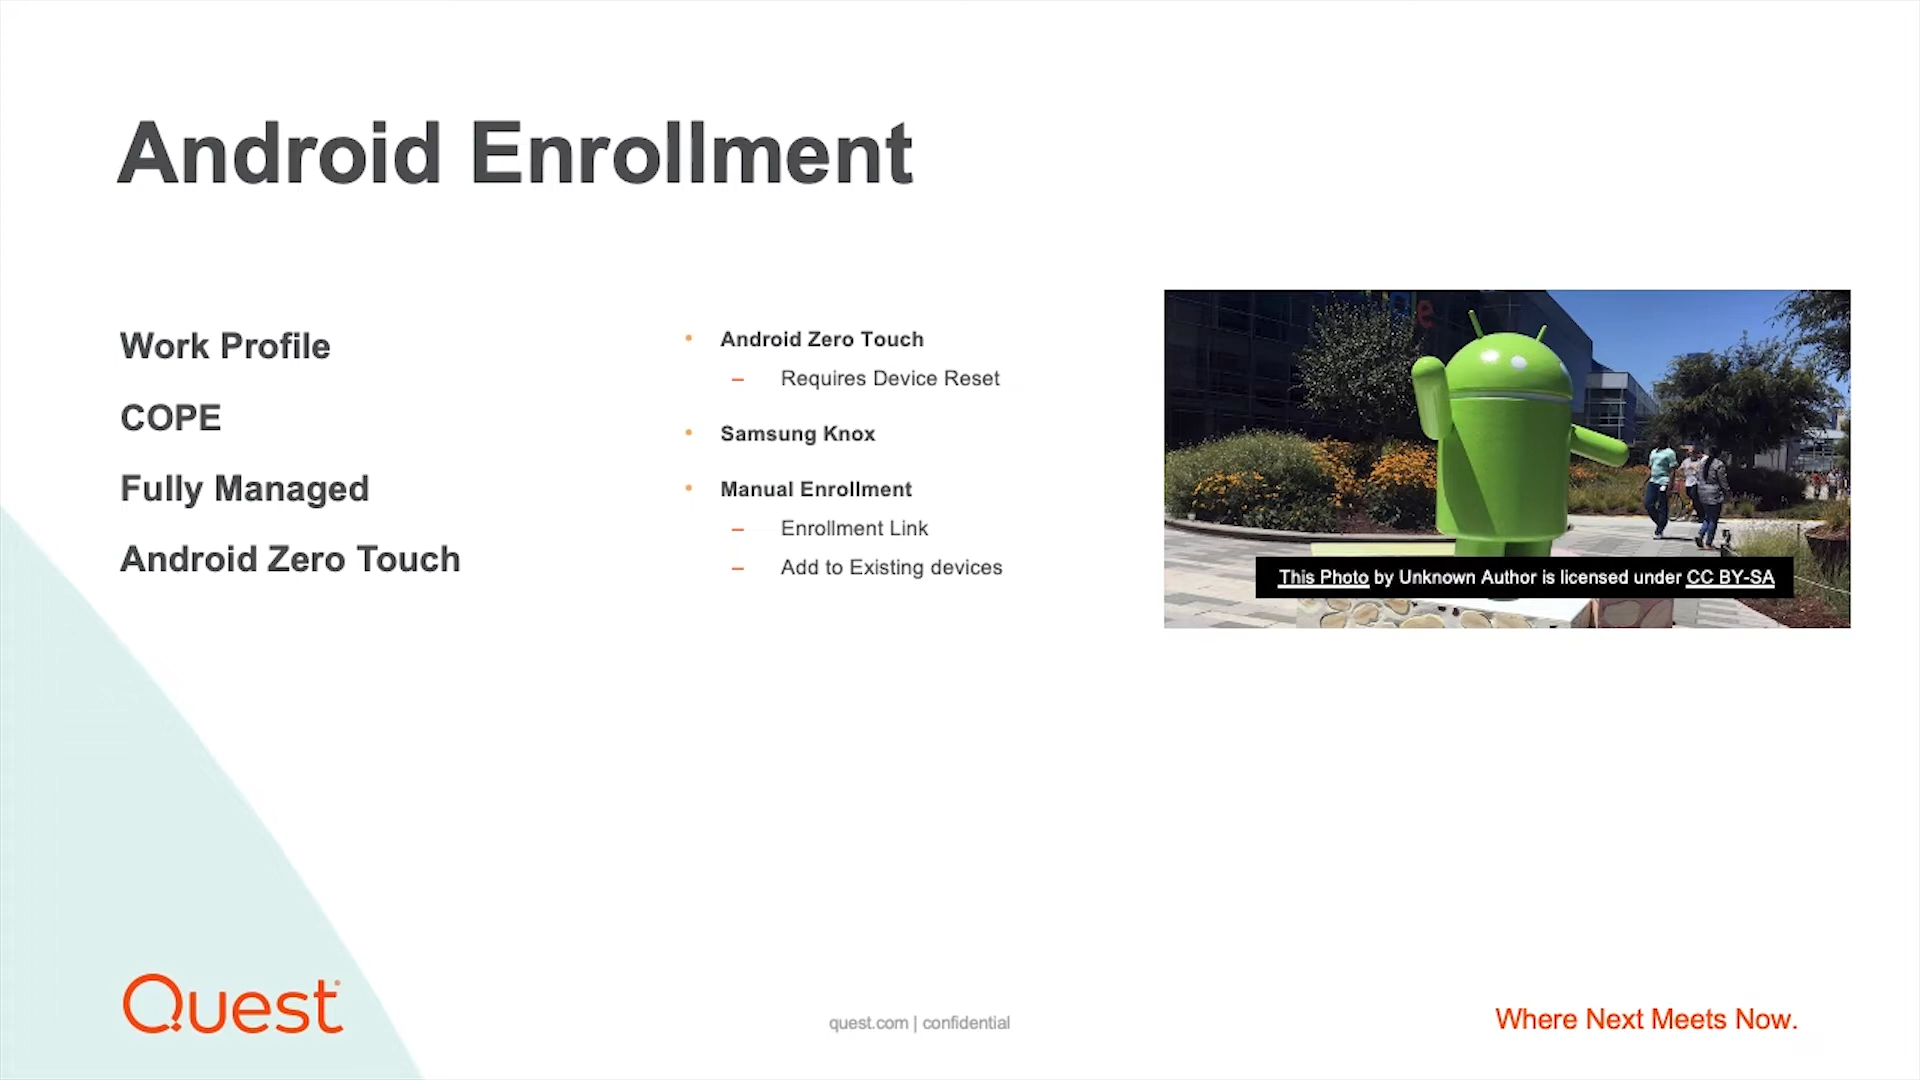 Android Enrollment
Work Profile
COPE
Fully Managed
Android Zero Touch
• Android Zero Touch
– Requires Device Reset
• Samsung Knox
• Manual Enrollment
– Enrollment Link
– Add to Existing devices
This Photo by Unknown Author is licensed under CC BY-SA
Quest
quest.com | confidential
Where Next Meets Now.